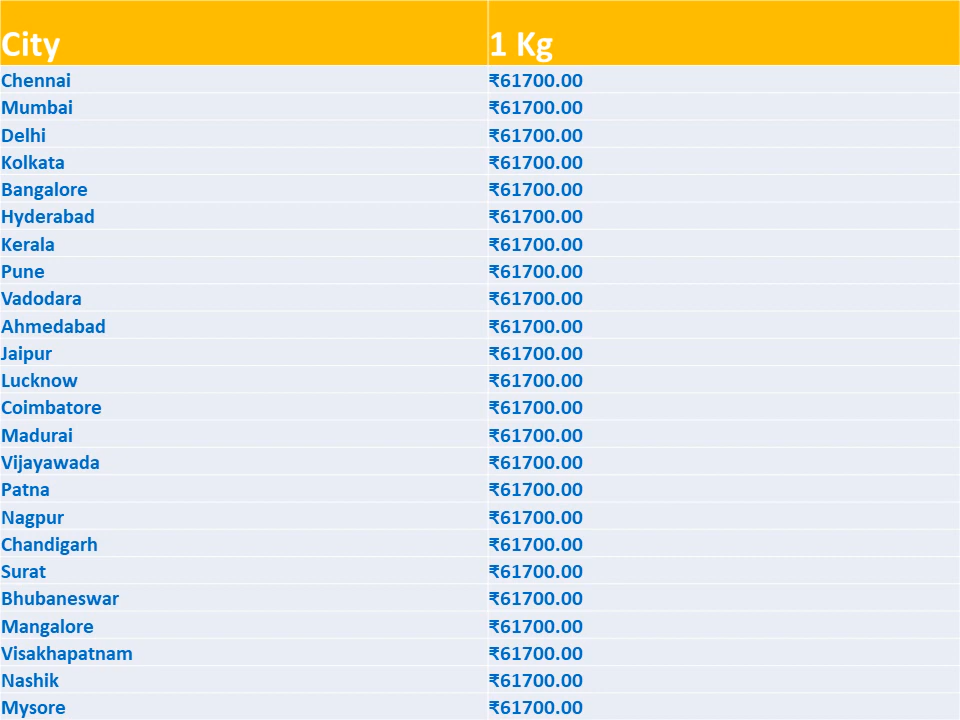 City 1 Kg
Chennai ₹61700.00
Mumbai ₹61700.00
Delhi ₹61700.00
Kolkata ₹61700.00
Bangalore ₹61700.00
Hyderabad ₹61700.00
Kerala ₹61700.00
Pune ₹61700.00
Vadodara ₹61700.00
Ahmedabad ₹61700.00
Jaipur ₹61700.00
Lucknow ₹61700.00
Coimbatore ₹61700.00
Madurai ₹61700.00
Vijayawada ₹61700.00
Patna ₹61700.00
Nagpur ₹61700.00
Chandigarh ₹61700.00
Surat ₹61700.00
Bhubaneswar ₹61700.00
Mangalore ₹61700.00
Visakhapatnam ₹61700.00
Nashik ₹61700.00
Mysore ₹61700.00